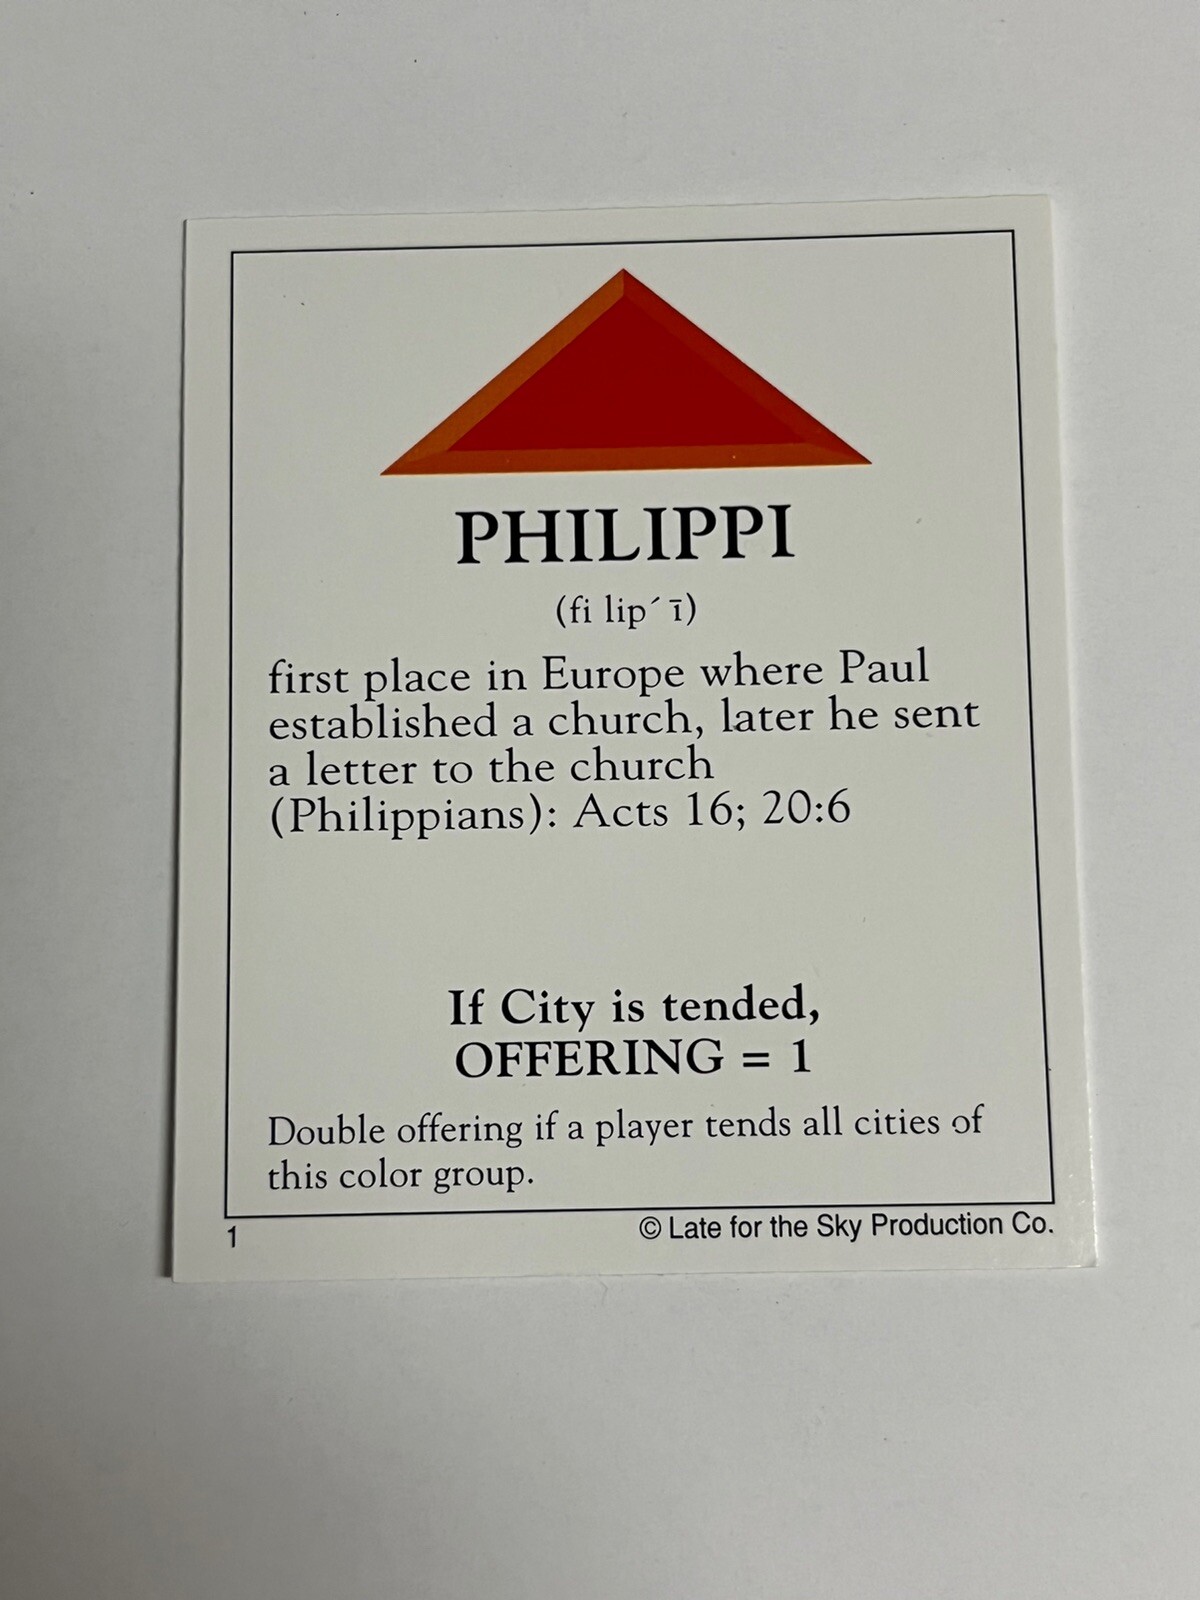 PHILIPPI
(fi lip´ ī)
first place in Europe where Paul
established a church, later he sent
a letter to the church
(Philippians): Acts 16; 20:6
If City is tended,
OFFERING = 1
Double offering if a player tends all cities of
this color group.
1
© Late for the Sky Production Co.